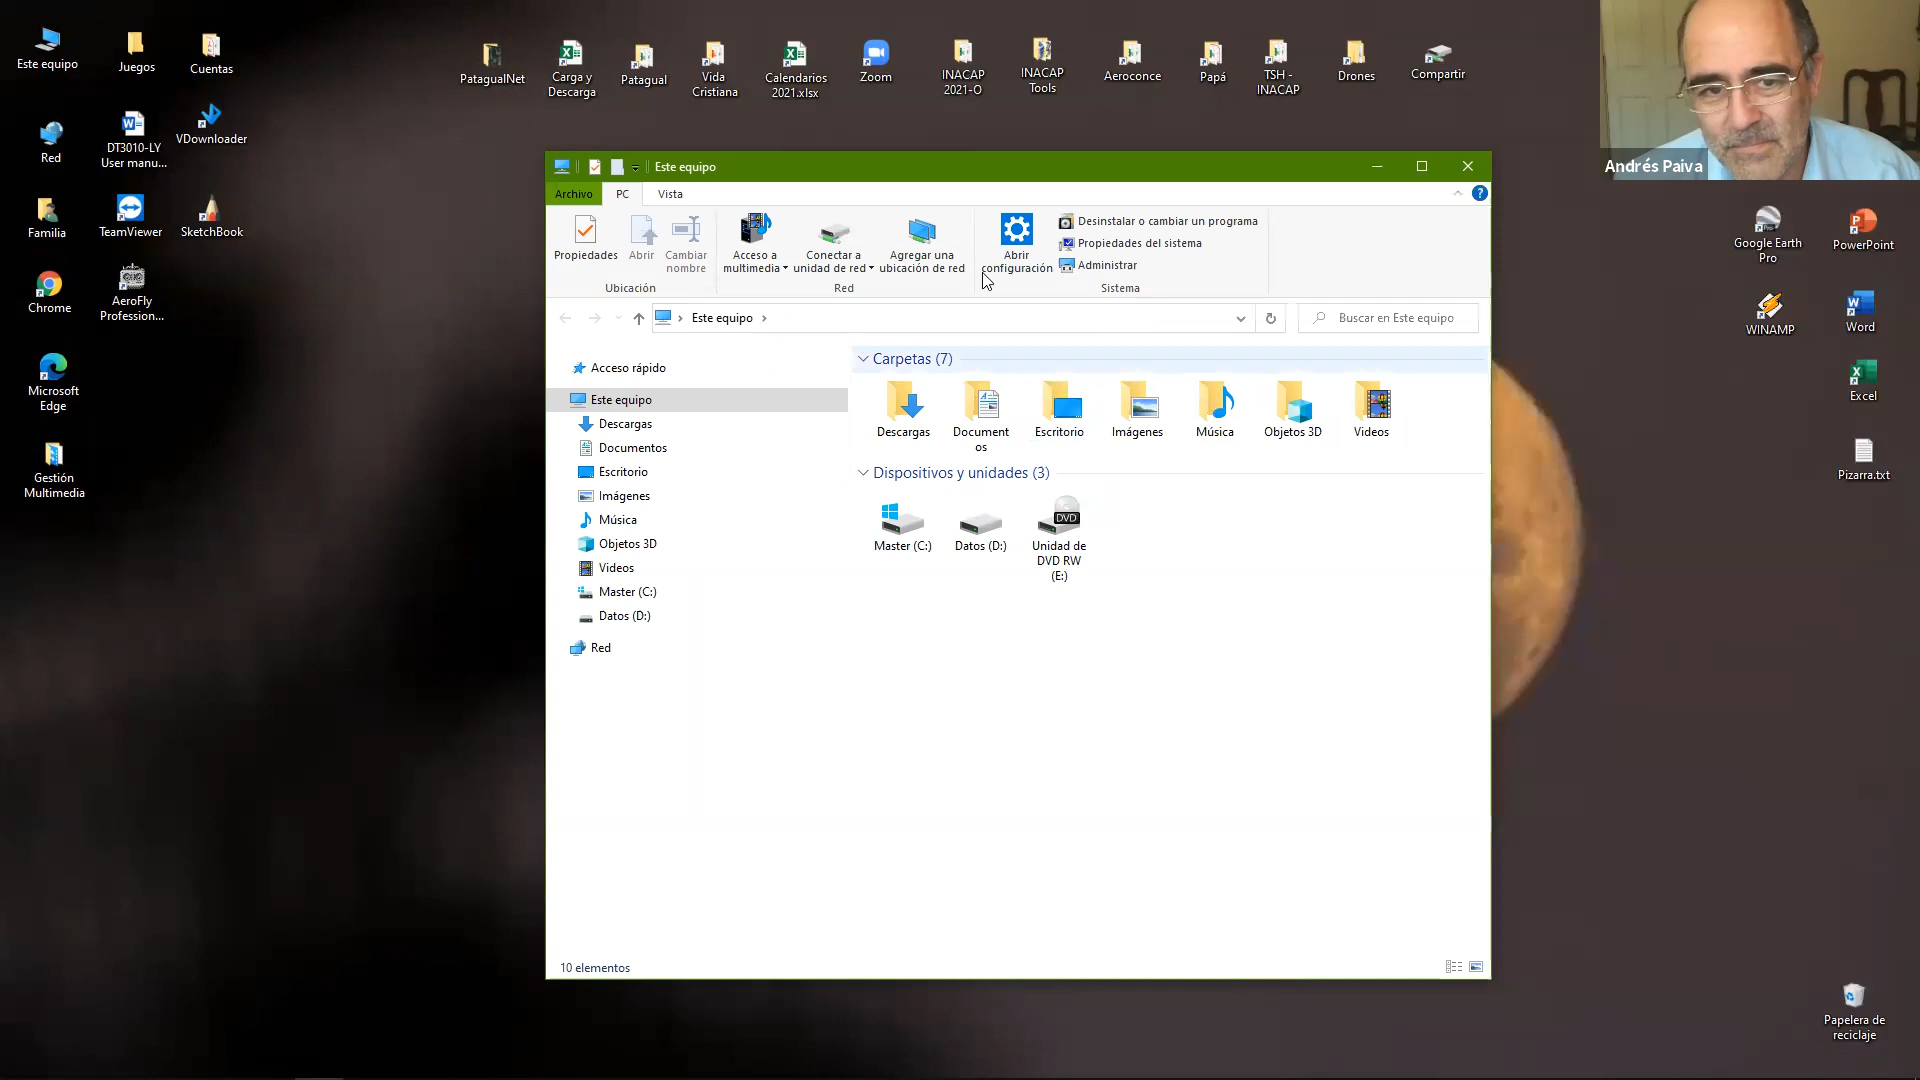 Este equipo
Juegos
Cuentas
PatagualNet
Carga y
Descarga
Patagual
Vida
Cristiana
Calendarios
2021.xlsx
Zoom
INACAP
2021-O
INACAP
Tools
Aeroconce
Papá
TSH -
INACAP
Drones
Compartir
Andrés Paiva
Red
DT3010-LY
User manu...
VDownloader
Familia
TeamViewer
SketchBook
Chrome
AeroFly
Profession...
Microsoft
Edge
Gestión
Multimedia
Google Earth
Pro
PowerPoint
WINAMP
Word
Excel
Pizarra.txt
Papelera de
reciclaje
Este equipo
Archivo
PC
Vista
?
Propiedades
Abrir
Cambiar
nombre
Ubicación
Acceso a
multimedia
Conectar a
unidad de red
Agregar una
ubicación de red
Red
Abrir
configuración
Desinstalar o cambiar un programa
Propiedades del sistema
Administrar
Sistema
Este equipo
Buscar en Este equipo
Acceso rápido
Este equipo
Descargas
Documentos
Escritorio
Imágenes
Música
Objetos 3D
Videos
Master (C:)
Datos (D:)
Red
Carpetas (7)
Descargas
Document
os
Escritorio
Imágenes
Música
Objetos 3D
Videos
Dispositivos y unidades (3)
Master (C:)
Datos (D:)
DVD
Unidad de
DVD RW
(E:)
10 elementos